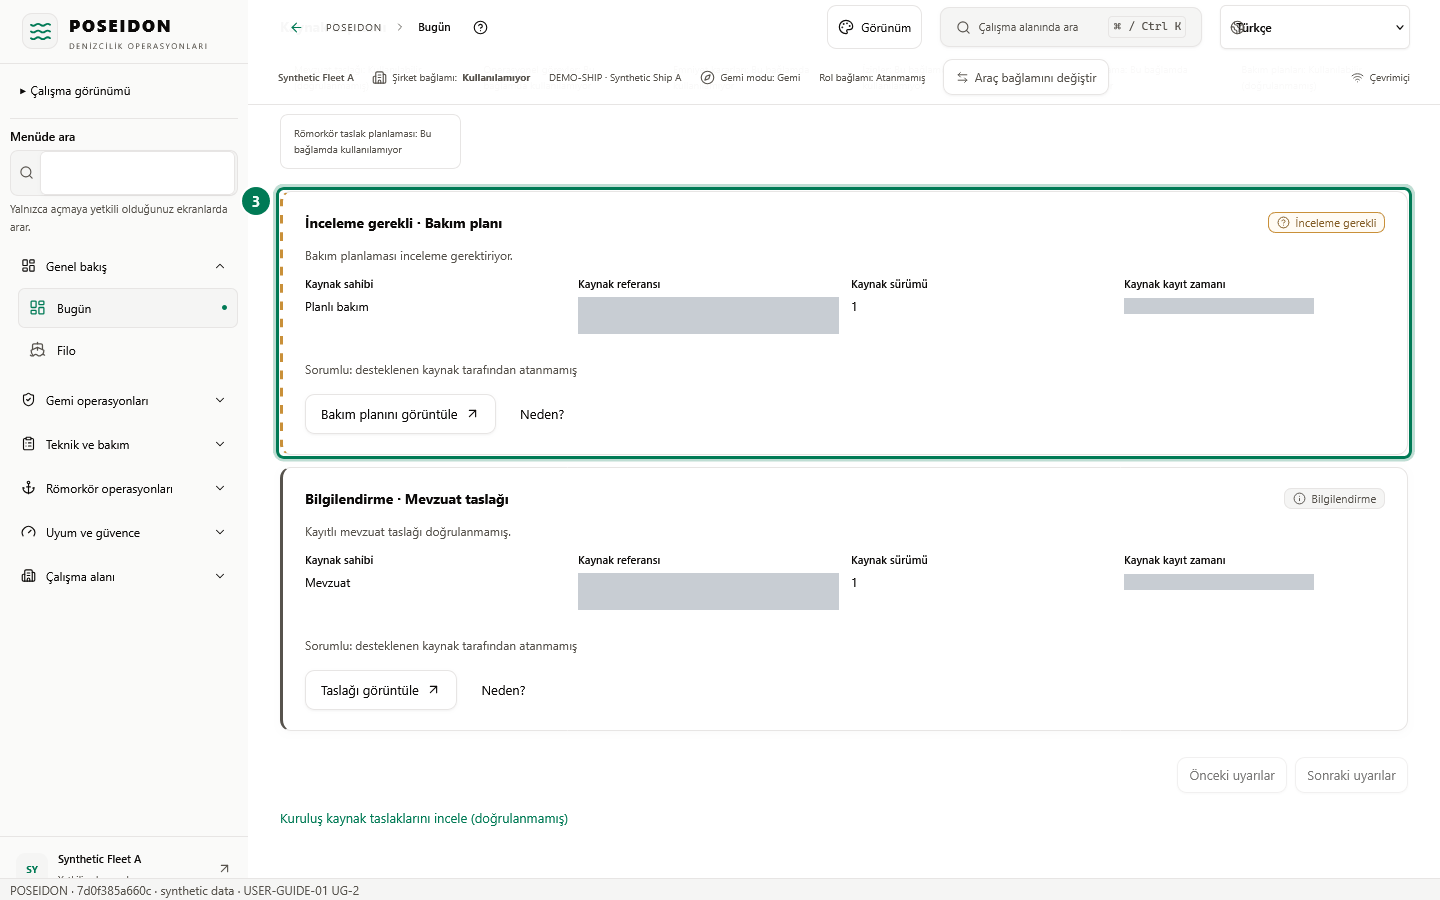 POSEIDON
DENİZCİLİK OPERASYONLARI
POSEIDON
Bugün
Görünüm
Çalışma alanında ara
⌘ / Ctrl K
Türkçe
Synthetic Fleet A
Şirket bağlamı: Kullanılamıyor
DEMO-SHIP · Synthetic Ship A
Gemi modu: Gemi
Rol bağlamı: Atanmamış
Araç bağlamını değiştir
Çevrimiçi
Çalışma görünümü
Menüde ara
Yalnızca açmaya yetkili olduğunuz ekranlarda
arar.
Genel bakış
Bugün
Filo
Gemi operasyonları
Teknik ve bakım
Römorkör operasyonları
Uyum ve güvence
Çalışma alanı
Synthetic Fleet A
SY
Römorkör taslak planlaması: Bu
bağlamda kullanılamıyor
3
İnceleme gerekli · Bakım planı
İnceleme gerekli
Bakım planlaması inceleme gerektiriyor.
Kaynak sahibi
Kaynak referansı
Kaynak sürümü
Kaynak kayıt zamanı
Planlı bakım
1
Sorumlu: desteklenen kaynak tarafından atanmamış
Bakım planını görüntüle
Neden?
Bilgilendirme · Mevzuat taslağı
Bilgilendirme
Kayıtlı mevzuat taslağı doğrulanmamış.
Kaynak sahibi
Kaynak referansı
Kaynak sürümü
Kaynak kayıt zamanı
Mevzuat
1
Sorumlu: desteklenen kaynak tarafından atanmamış
Taslağı görüntüle
Neden?
Önceki uyarılar
Sonraki uyarılar
Kuruluş kaynak taslaklarını incele (doğrulanmamış)
POSEIDON · 7d0f385a660c · synthetic data · USER-GUIDE-01 UG-2